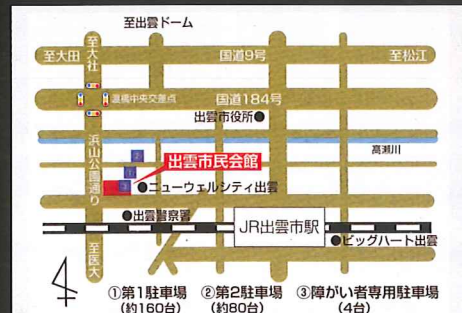 至出雲ドーム
至大田
至大社
国道9号
至松江
塩冶中央交差点
国道184号
出雲市役所
浜山公園通り
高瀬川
②
出雲市民会館
①
③
ニューウェルシティ出雲
出雲警察署
JR出雲市駅
ビッグハート出雲
至医大
①第1駐車場 ②第2駐車場 ③障がい者専用駐車場
(約160台) (約80台) (4台)